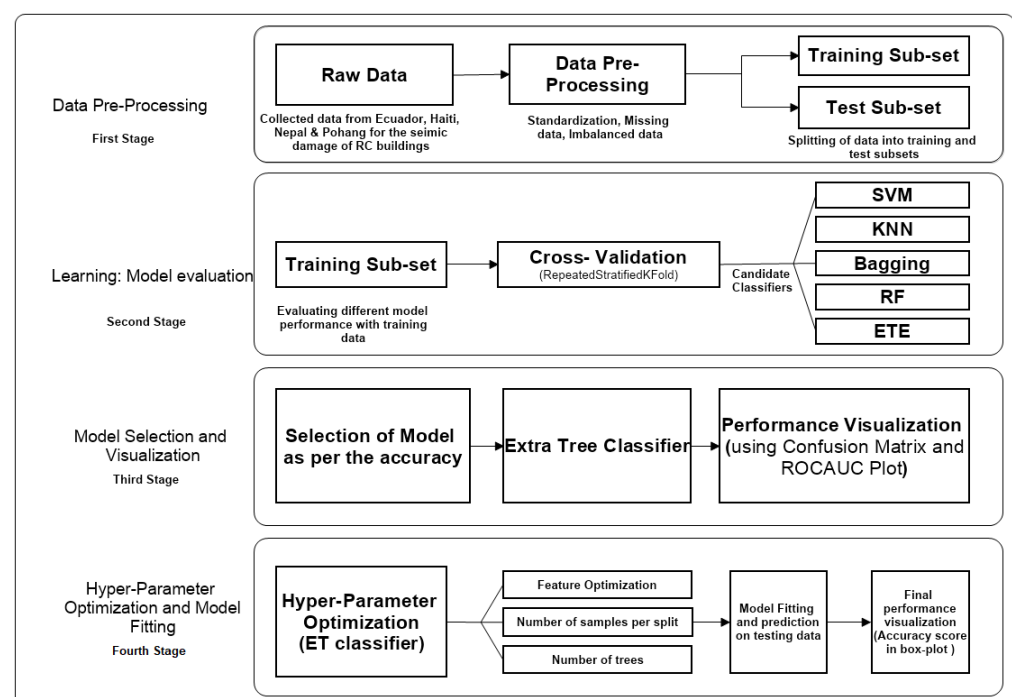 Data Pre-Processing
First Stage
Raw Data
Collected data from Ecuador, Haiti,
Nepal & Pohang for the seimic
damage of RC buildings
Data Pre-
Processing
Standardization, Missing
data, Imbalanced data
Training Sub-set
Test Sub-set
Splitting of data into training and
test subsets
Learning: Model evaluation
Second Stage
Training Sub-set
Evaluating different model
performance with training
data
Cross- Validation
(RepeatedStratifiedKFold)
Candidate
Classifiers
SVM
KNN
Bagging
RF
ETE
Model Selection and
Visualization
Third Stage
Selection of Model
as per the accuracy
Extra Tree Classifier
Performance Visualization
(using Confusion Matrix and
ROCAUC Plot)
Hyper-Parameter
Optimization and Model
Fitting
Fourth Stage
Hyper-Parameter
Optimization
(ET classifier)
Feature Optimization
Number of samples per split
Number of trees
Model Fitting
and prediction
on testing data
Final
performance
visualization
(Accuracy score
in box-plot )